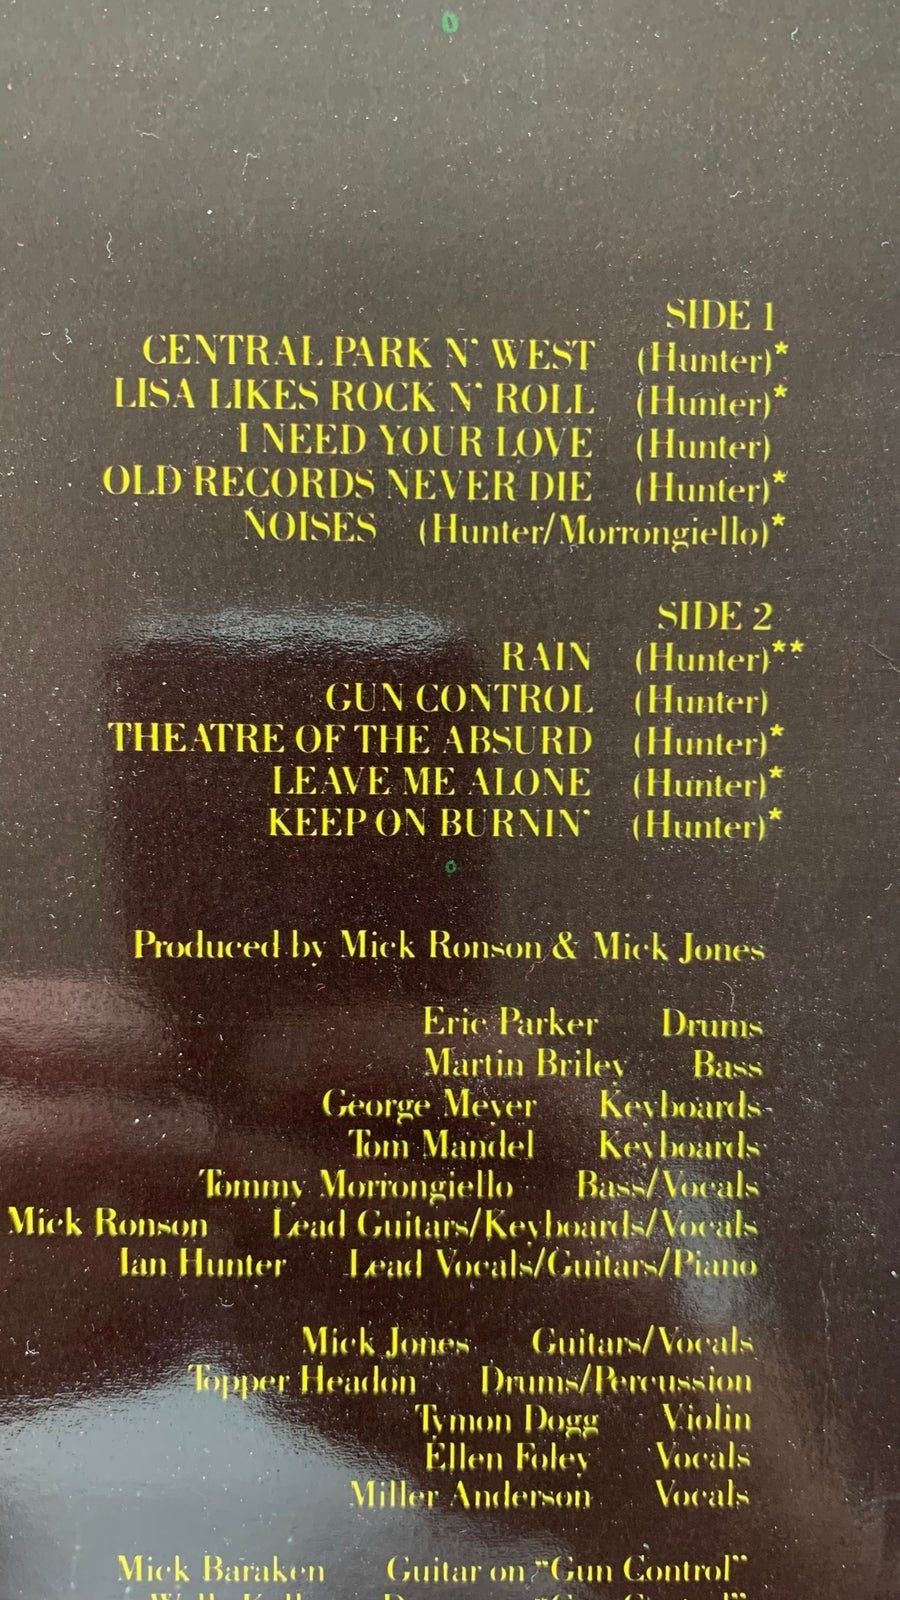 SIDE 1
CENTRAL PARK N' WEST (Hunter)*
LISA LIKES ROCK N' ROLL (Hunter)*
I NEED YOUR LOVE (Hunter)
OLD RECORDS NEVER DIE (Hunter)*
NOISES (Hunter/Morrongiello)*
SIDE 2
RAIN (Hunter)**
GUN CONTROL (Hunter)
THEATRE OF THE ABSURD (Hunter)*
LEAVE ME ALONE (Hunter)*
KEEP ON BURNIN' (Hunter)*
Produced by Mick Ronson & Mick Jones
Eric Parker Drums
Martin Briley Bass
George Meyer Keyboards
Tom Mandel Keyboards
Tommy Morrongiello Bass/Vocals
Mick Ronson Lead Guitars/Keyboards/Vocals
Ian Hunter Lead Vocals/Guitars/Piano
Mick Jones Guitars/Vocals
Topper Headon Drums/Percussion
Tymon Dogg Violin
Ellen Foley Vocals
Miller Anderson Vocals
Mick Baraken Guitar on "Gun Control"